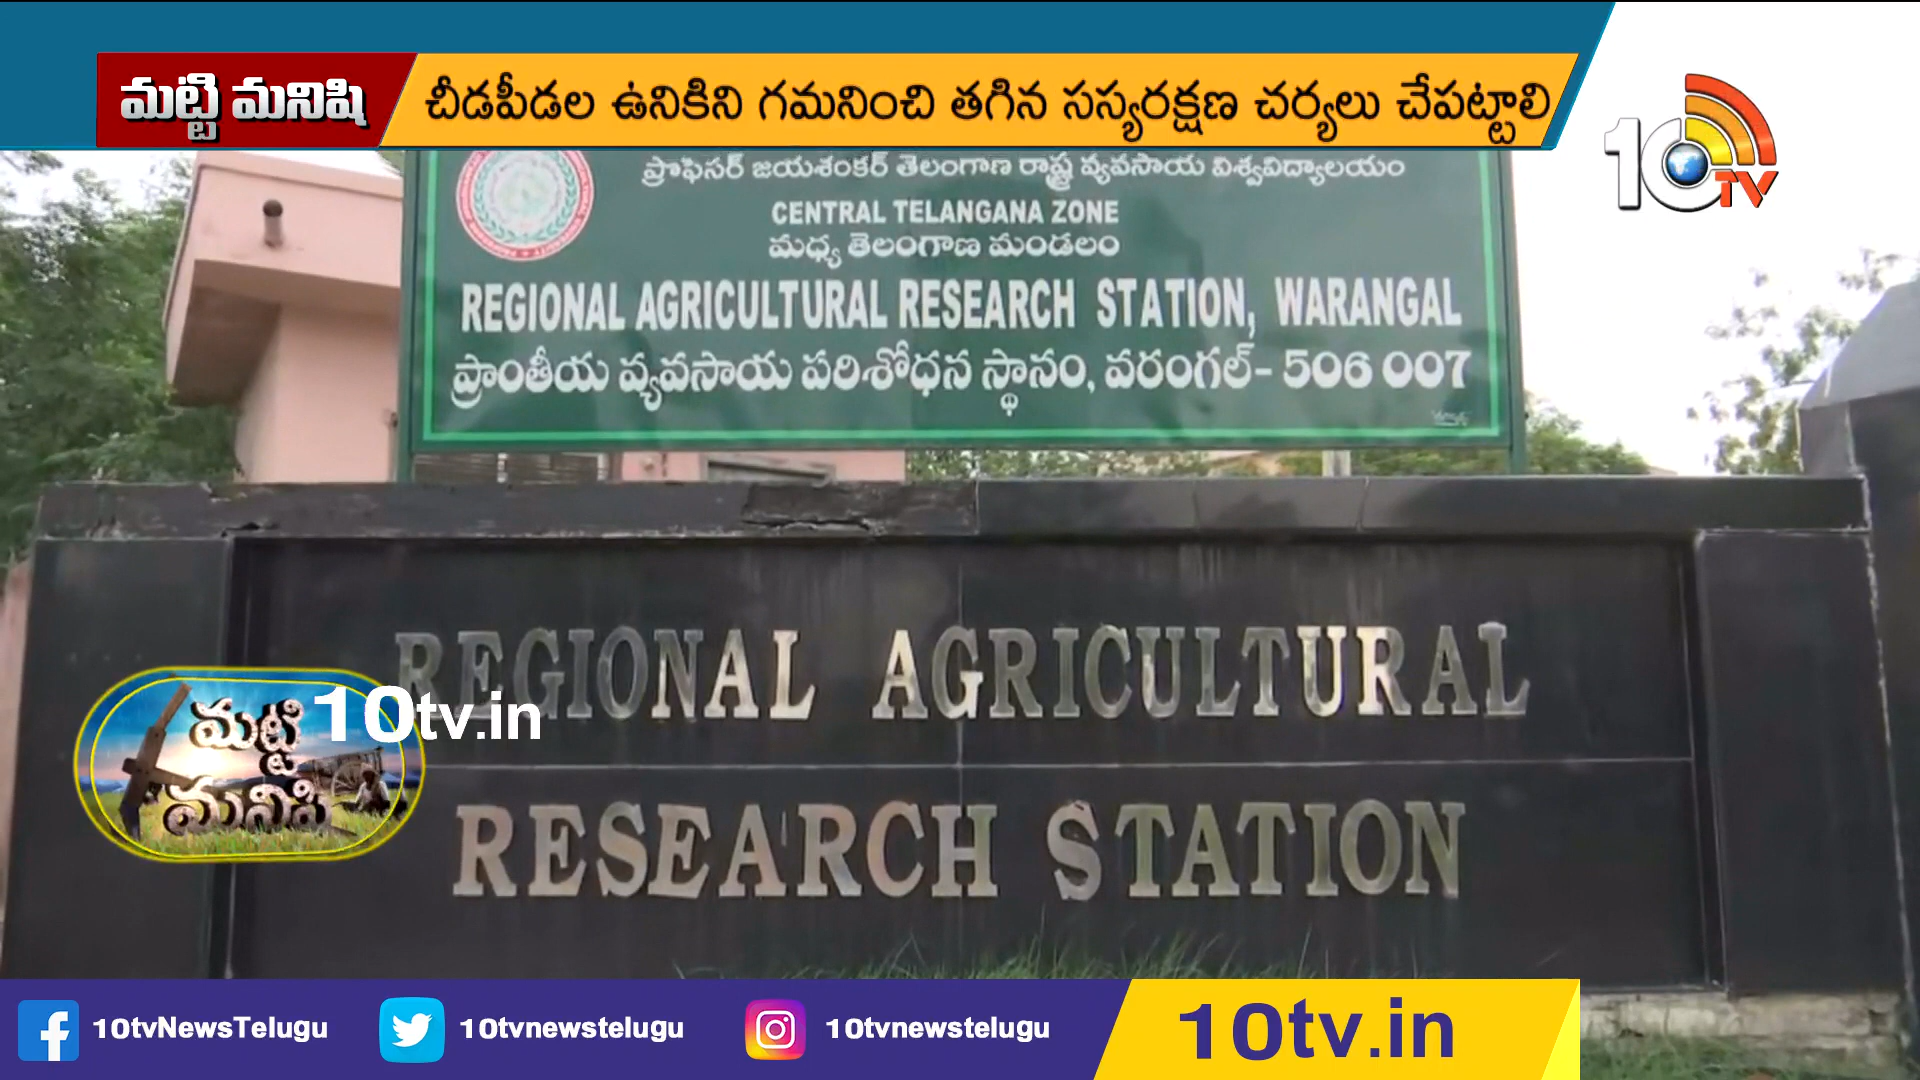 మట్టి మనిషి
చీడపీడల ఉనికిని గమనించి తగిన సస్యరక్షణ చర్యలు చేపట్టాలి
10TV
ప్రొఫెసర్ జయశంకర్ తెలంగాణ రాష్ట్ర వ్యవసాయ విశ్వవిద్యాలయం
CENTRAL TELANGANA ZONE
మధ్య తెలంగాణ మండలం
REGIONAL AGRICULTURAL RESEARCH STATION, WARANGAL
ప్రాంతీయ వ్యవసాయ పరిశోధన స్థానం, వరంగల్- 506 007
REGIONAL AGRICULTURAL
RESEARCH STATION
మట్టి
మనిషి
10tv.in
10tvNewsTelugu
10tvnewstelugu
10tvnewstelugu
10tv.in